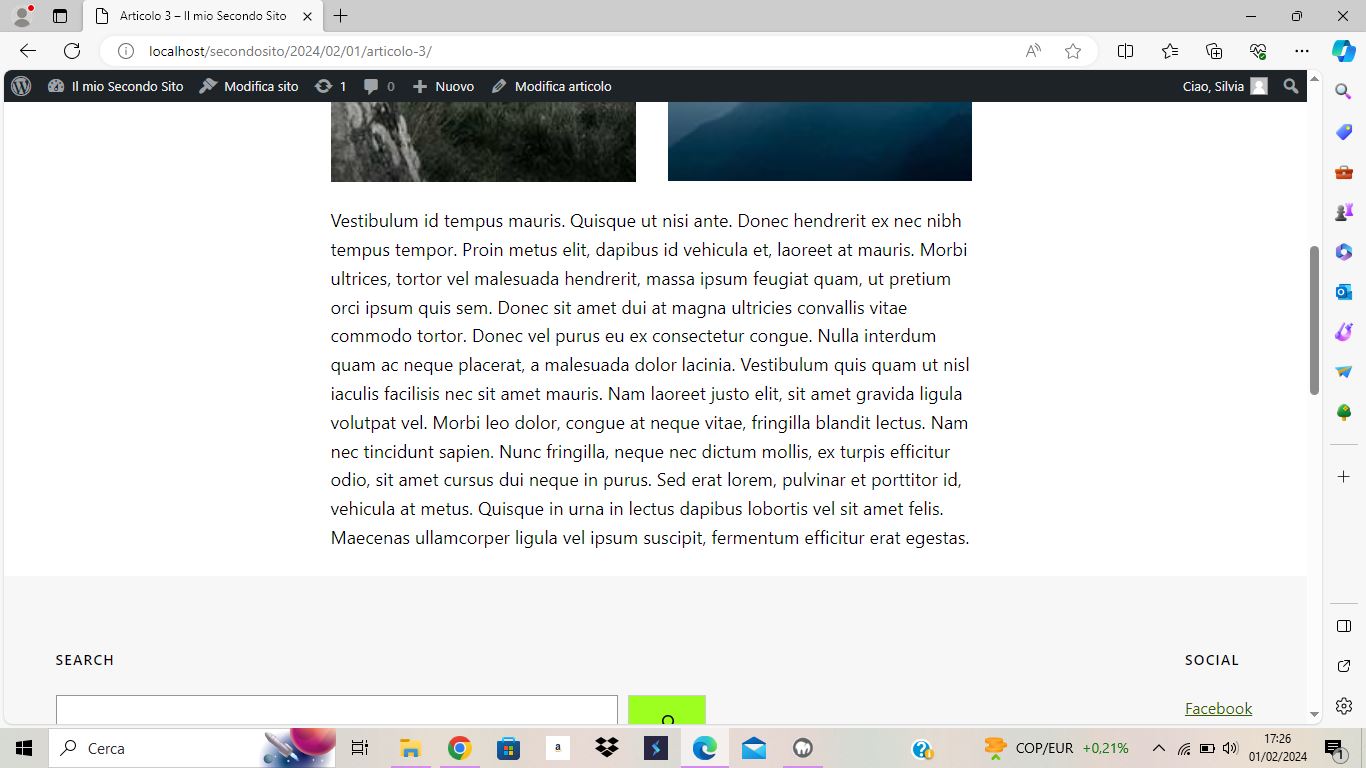 Articolo 3 – Il mio Secondo Sito
localhost/secondosito/2024/02/01/articolo-3/
Il mio Secondo Sito Modifica sito 1 0 Nuovo Modifica articolo Ciao, Silvia
Vestibulum id tempus mauris. Quisque ut nisi ante. Donec hendrerit ex nec nibh
tempus tempor. Proin metus elit, dapibus id vehicula et, laoreet at mauris. Morbi
ultrices, tortor vel malesuada hendrerit, massa ipsum feugiat quam, ut pretium
orci ipsum quis sem. Donec sit amet dui at magna ultricies convallis vitae
commodo tortor. Donec vel purus eu ex consectetur congue. Nulla interdum
quam ac neque placerat, a malesuada dolor lacinia. Vestibulum quis quam ut nisl
iaculis facilisis nec sit amet mauris. Nam laoreet justo elit, sit amet gravida ligula
volutpat vel. Morbi leo dolor, congue at neque vitae, fringilla blandit lectus. Nam
nec tincidunt sapien. Nunc fringilla, neque nec dictum mollis, ex turpis efficitur
odio, sit amet cursus dui neque in purus. Sed erat lorem, pulvinar et porttitor id,
vehicula at metus. Quisque in urna in lectus dapibus lobortis vel sit amet felis.
Maecenas ullamcorper ligula vel ipsum suscipit, fermentum efficitur erat egestas.
SEARCH
SOCIAL
Facebook
Cerca
a
COP/EUR +0,21%
17:26
01/02/2024
1